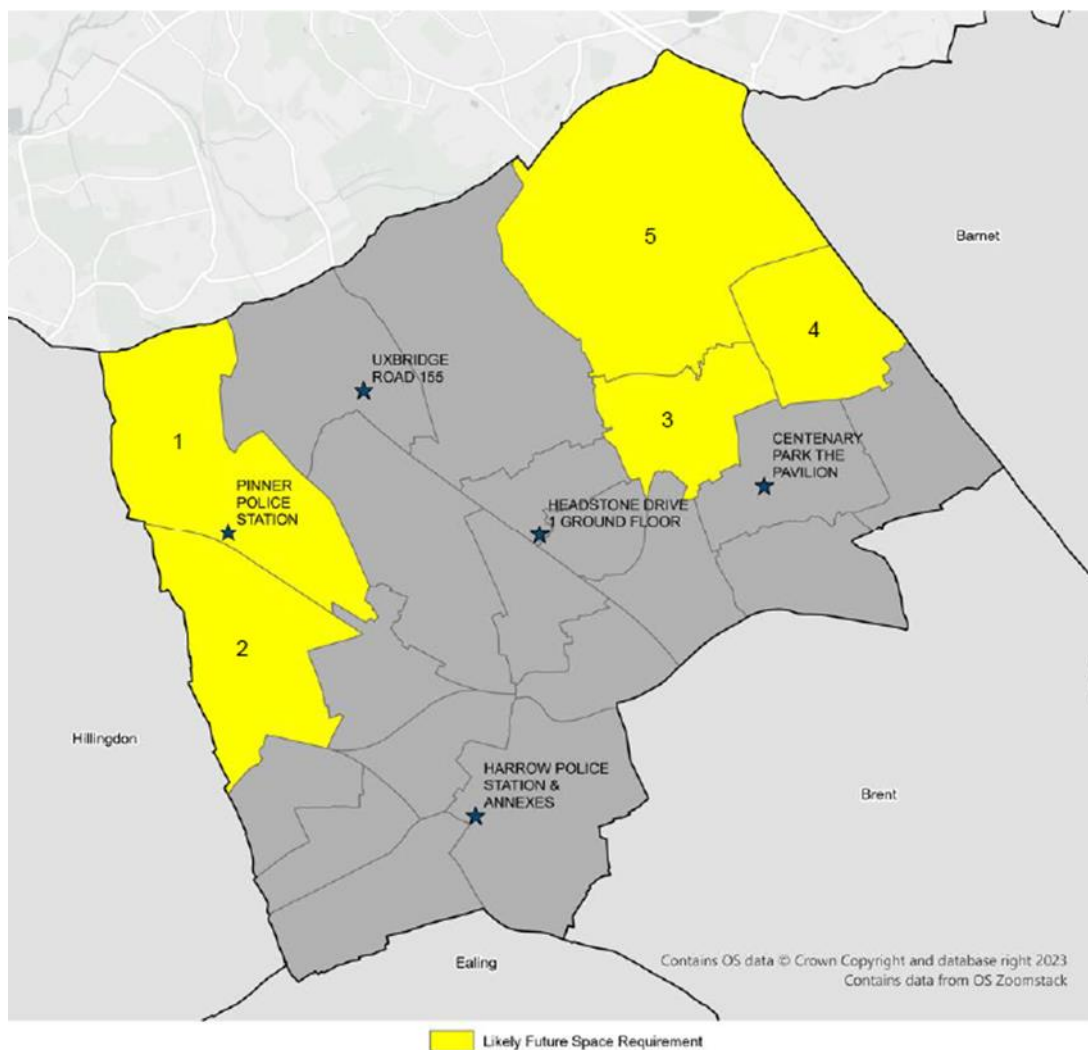 5
Barnet
4
UXBRIDGE
ROAD 155
1
3
CENTENARY
PARK THE
PAVILION
PINNER
POLICE
STATION
HEADSTONE DRIVE
1 GROUND FLOOR
2
Hillingdon
HARROW POLICE
STATION &
ANNEXES
Brent
Ealing
Contains OS data © Crown Copyright and database right 2023
Contains data from OS Zoomstack
Likely Future Space Requirement